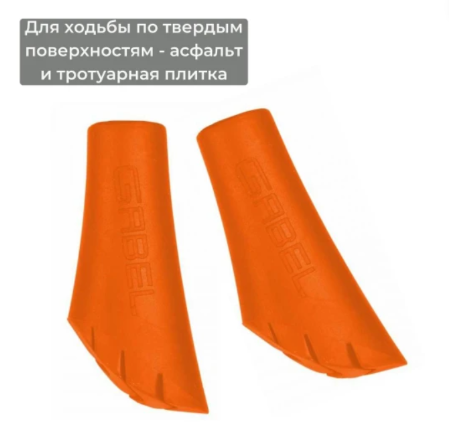 Для ходьбы по твердым
поверхностям - асфальт
и тротуарная плитка
GABEL
GABEL